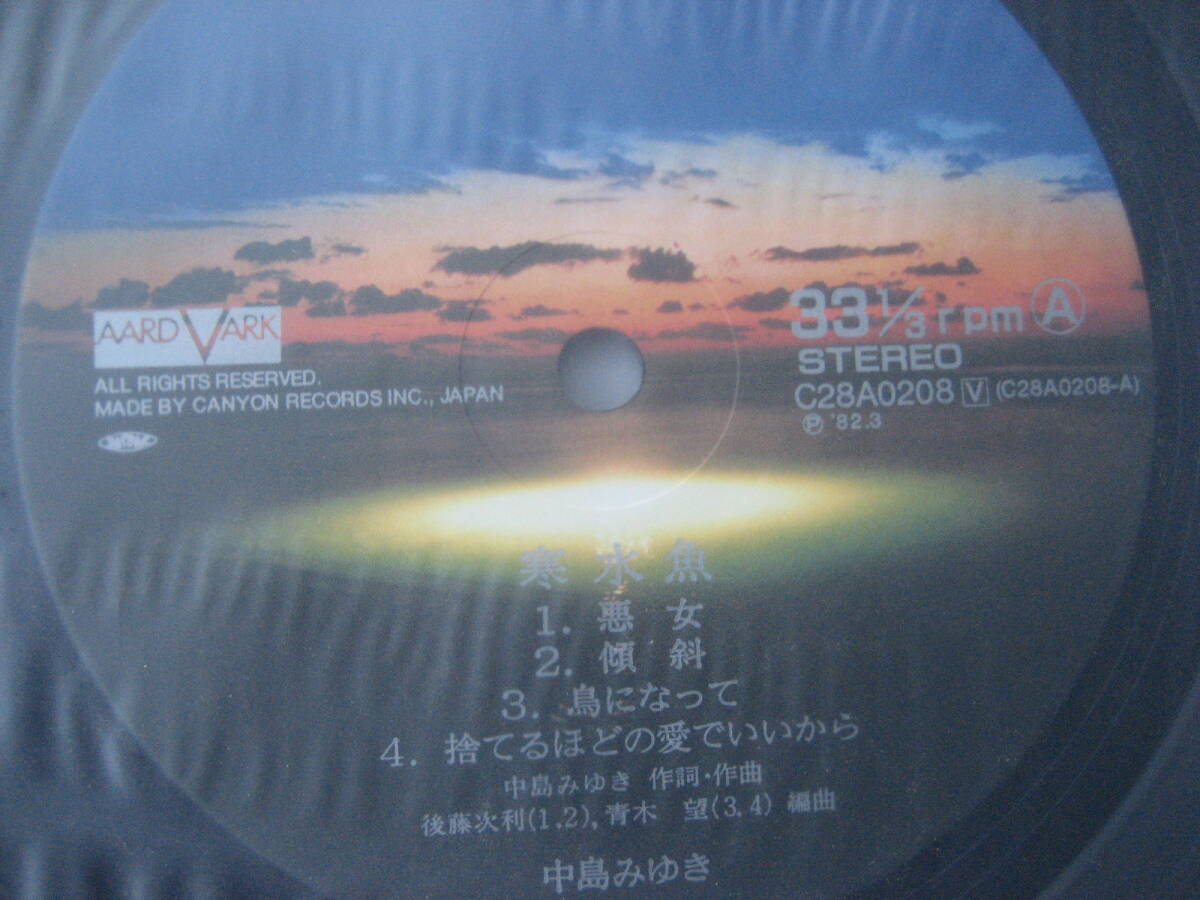 AARDVARK
ALL RIGHTS RESERVED.
MADE BY CANYON RECORDS INC., JAPAN
33 1/3 rpm Ⓐ
STEREO
C28A0208 V (C28A0208-A)
Ⓟ '82.3
寒水魚
1. 悪女
2. 傾斜
3. 鳥になって
4. 捨てるほどの愛でいいから
中島みゆき 作詞・作曲
後藤次利(1,2), 青木 望(3,4) 編曲
中島みゆき